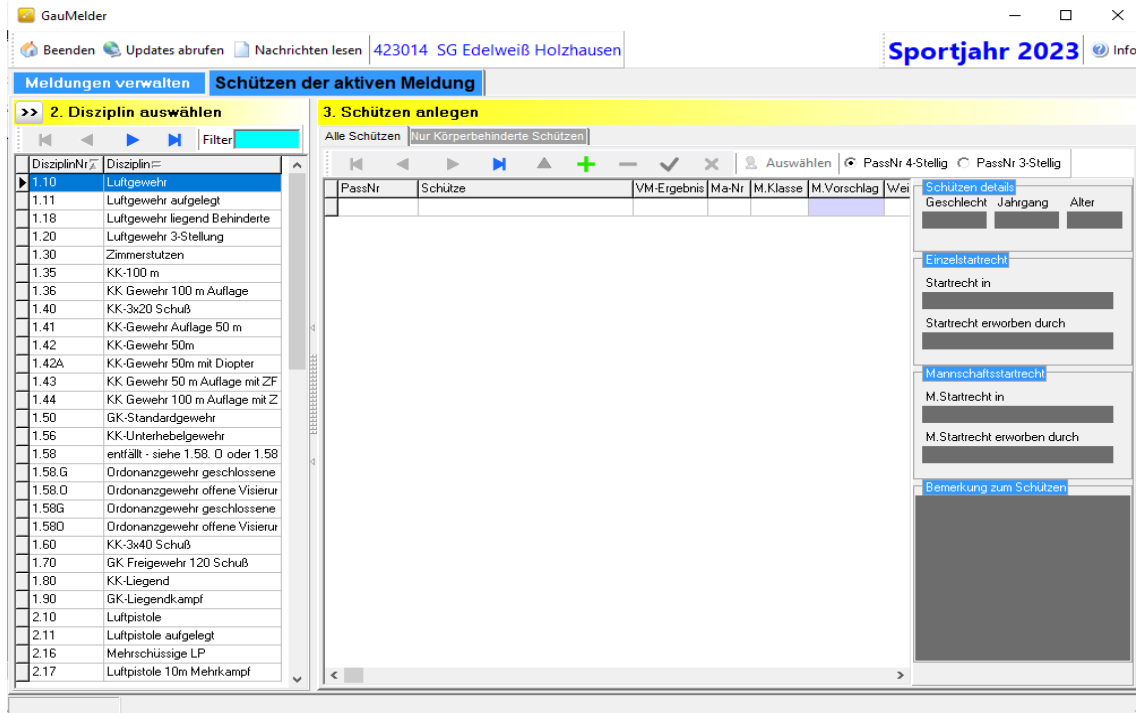 GauMelder
Beenden Updates abrufen Nachrichten lesen 423014 SG Edelweiß Holzhausen Sportjahr 2023 Info
Meldungen verwalten Schützen der aktiven Meldung
>> 2. Disziplin auswählen
Filter
DisziplinNr Disziplin
1.10 Luftgewehr
1.11 Luftgewehr aufgelegt
1.18 Luftgewehr liegend Behinderte
1.20 Luftgewehr 3-Stellung
1.30 Zimmerstutzen
1.35 KK-100 m
1.36 KK Gewehr 100 m Auflage
1.40 KK-3x20 Schuß
1.41 KK-Gewehr Auflage 50 m
1.42 KK-Gewehr 50m
1.42A KK-Gewehr 50m mit Diopter
1.43 KK Gewehr 50 m Auflage mit ZF
1.44 KK Gewehr 100 m Auflage mit Z
1.50 GK-Standardgewehr
1.56 KK-Unterhebelgewehr
1.58 entfällt - siehe 1.58. O oder 1.58
1.58.G Ordonanzgewehr geschlossene
1.58.O Ordonanzgewehr offene Visierur
1.58G Ordonanzgewehr geschlossene
1.58O Ordonanzgewehr offene Visierur
1.60 KK-3x40 Schuß
1.70 GK Freigewehr 120 Schuß
1.80 KK-Liegend
1.90 GK-Liegendkampf
2.10 Luftpistole
2.11 Luftpistole aufgelegt
2.16 Mehrschüssige LP
2.17 Luftpistole 10m Mehrkampf
3. Schützen anlegen
Alle Schützen Nur Körperbehinderte Schützen
Auswählen PassNr 4-Stellig PassNr 3-Stellig
PassNr Schütze VM-Ergebnis Ma-Nr M.Klasse M.Vorschlag Wei
Schützen details
Geschlecht Jahrgang Alter
Einzelstartrecht
Startrecht in
Startrecht erworben durch
Mannschaftsstartrecht
M.Startrecht in
M.Startrecht erworben durch
Bemerkung zum Schützen